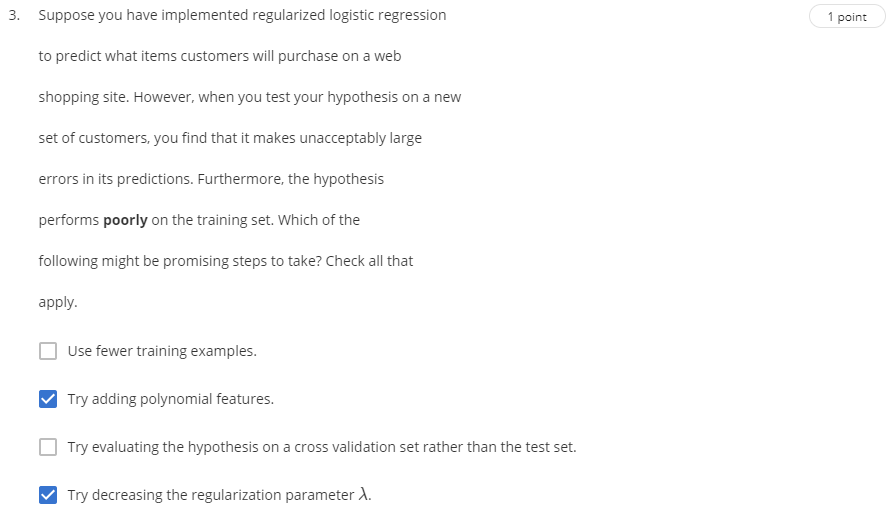 3. Suppose you have implemented regularized logistic regression
1 point
to predict what items customers will purchase on a web
shopping site. However, when you test your hypothesis on a new
set of customers, you find that it makes unacceptably large
errors in its predictions. Furthermore, the hypothesis
performs poorly on the training set. Which of the
following might be promising steps to take? Check all that
apply.
Use fewer training examples.
Try adding polynomial features.
Try evaluating the hypothesis on a cross validation set rather than the test set.
Try decreasing the regularization parameter λ.